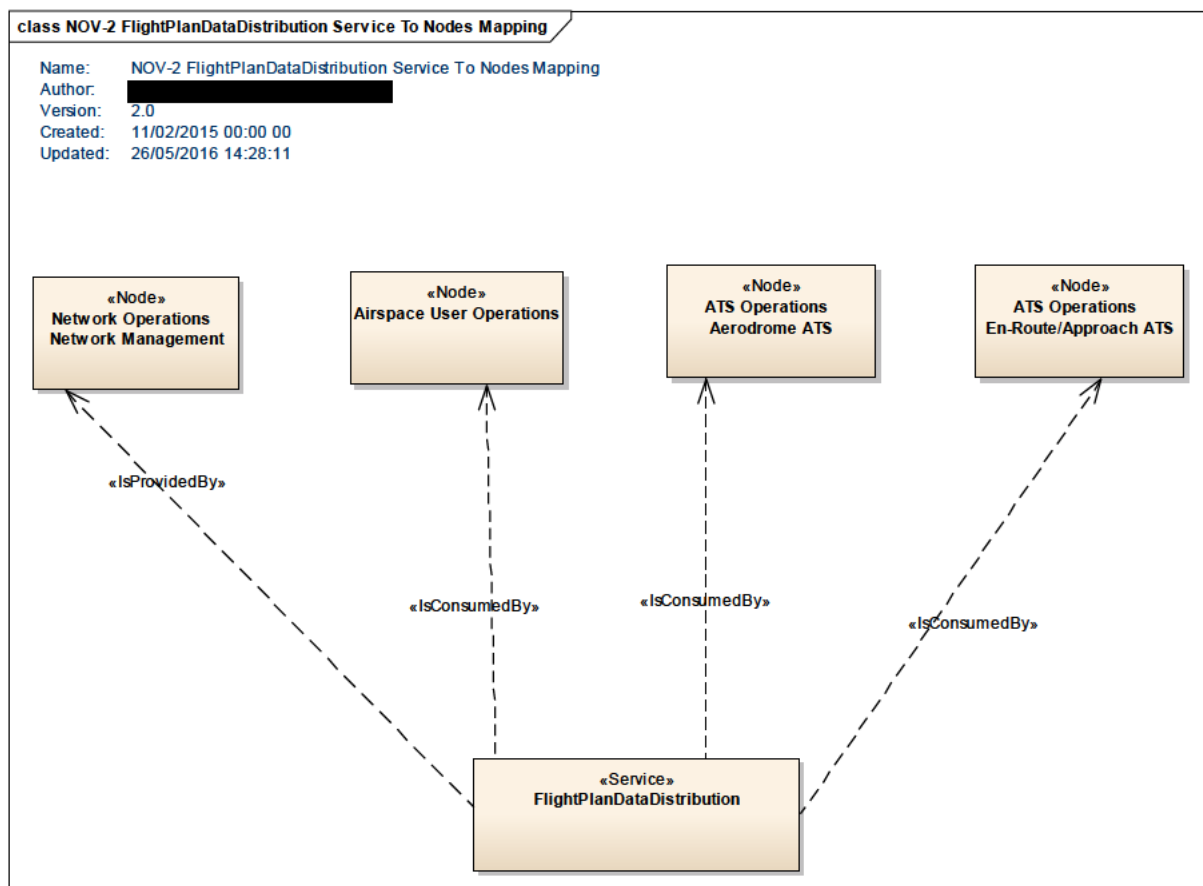 class NOV-2 FlightPlanDataDistribution Service To Nodes Mapping
Name: NOV-2 FlightPlanDataDistribution Service To Nodes Mapping
Author:
Version: 2.0
Created: 11/02/2015 00:00 00
Updated: 26/05/2016 14:28:11
«Node»
Network Operations
Network Management
«Node»
Airspace User Operations
«Node»
ATS Operations
Aerodrome ATS
«Node»
ATS Operations
En-Route/Approach ATS
«IsProvidedBy»
«IsConsumedBy»
«IsConsumedBy»
«IsConsumedBy»
«Service»
FlightPlanDataDistribution